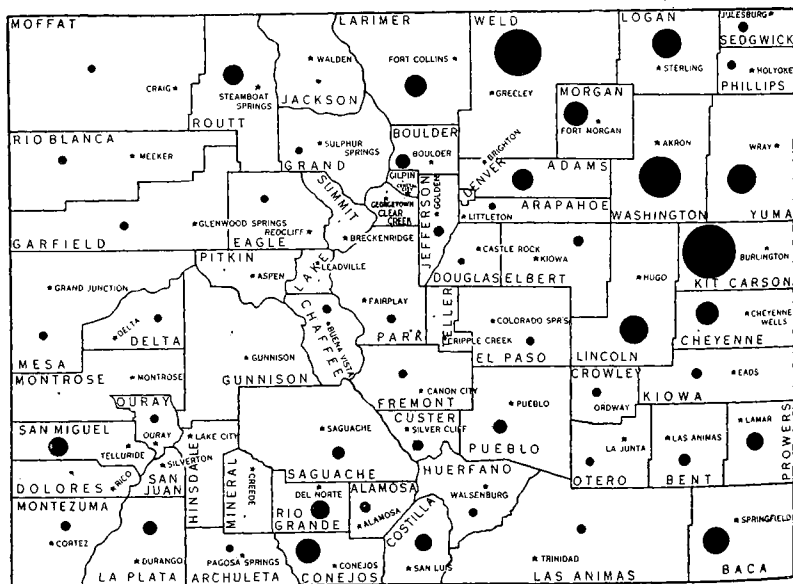 MOFFAT
CRAIG
ROUTT
STEAMBOAT
SPRINGS
LARIMER
WALDEN
JACKSON
FORT COLLINS
WELD
GREELEY
LOGAN
STERLING
JULESBURG
SEDGWICK
HOLYOKE
PHILLIPS
MORGAN
FORT MORGAN
RIO BLANCA
MEEKER
SULPHUR
SPRINGS
GRAND
BOULDER
BOULDER
GILPIN
CENTRAL
CITY
GEORGETOWN
CLEAR
CREEK
JEFFERSON
GOLDEN
DENVER
BRIGHTON
ADAMS
ARAPAHOE
LITTLETON
AKRON
WASHINGTON
WRAY
YUMA
GARFIELD
GLENWOOD SPRINGS
EAGLE
REDCLIFF
SUMMIT
BRECKENRIDGE
PITKIN
ASPEN
LAKE
LEADVILLE
CASTLE ROCK
DOUGLAS
KIOWA
ELBERT
HUGO
LINCOLN
BURLINGTON
KIT CARSON
GRAND JUNCTION
MESA
DELTA
DELTA
GUNNISON
GUNNISON
CHAFFEE
BUENA VISTA
FAIRPLAY
PARK
TELLER
CRIPPLE CREEK
COLORADO SPR'S
EL PASO
CHEYENNE
WELLS
CHEYENNE
MONTROSE
MONTROSE
OURAY
OURAY
SAN MIGUEL
TELLURIDE
CANON CITY
FREMONT
CUSTER
SILVER CLIFF
PUEBLO
PUEBLO
CROWLEY
ORDWAY
EADS
KIOWA
LAKE CITY
HINSDALE
SILVERTON
SAN
JUAN
RICO
DOLORES
SAGUACHE
SAGUACHE
MINERAL
CREEDE
DEL NORTE
RIO
GRANDE
ALAMOSA
ALAMOSA
HUERFANO
WALSENBURG
LA JUNTA
OTERO
LAS ANIMAS
BENT
LAMAR
PROWERS
MONTEZUMA
CORTEZ
DURANGO
LA PLATA
PAGOSA SPRINGS
ARCHULETA
CONEJOS
CONEJOS
COSTILLA
SAN LUIS
TRINIDAD
LAS ANIMAS
SPRINGFIELD
BACA